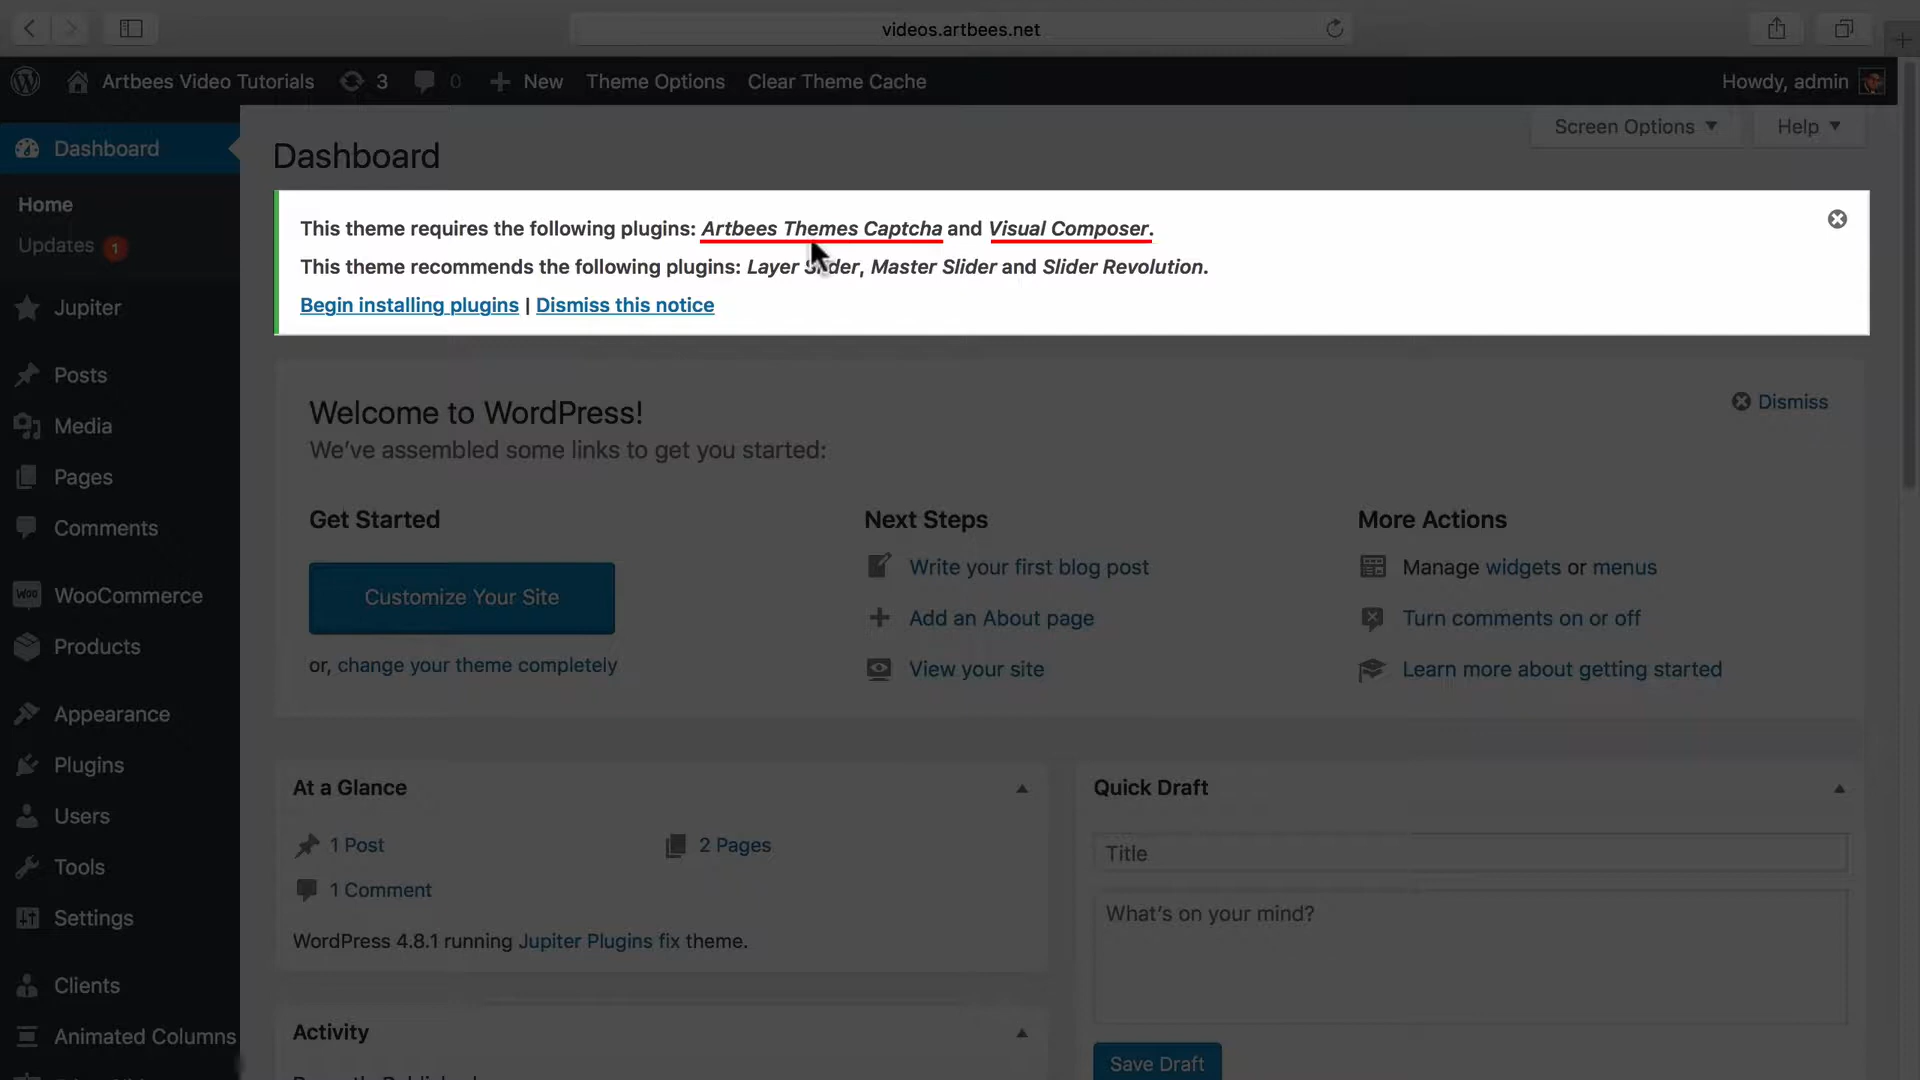 videos.artbees.net
Artbees Video Tutorials 3 0 New Theme Options Clear Theme Cache Howdy, admin
Dashboard
Home
Updates 1
Jupiter
Posts
Media
Pages
Comments
WooCommerce
Products
Appearance
Plugins
Users
Tools
Settings
Clients
Animated Columns
Screen Options Help
Dashboard
This theme requires the following plugins: Artbees Themes Captcha and Visual Composer.
This theme recommends the following plugins: Layer Slider, Master Slider and Slider Revolution.
Begin installing plugins | Dismiss this notice
Welcome to WordPress!
Dismiss
We've assembled some links to get you started:
Get Started
Customize Your Site
or, change your theme completely
Next Steps
Write your first blog post
Add an About page
View your site
More Actions
Manage widgets or menus
Turn comments on or off
Learn more about getting started
At a Glance
1 Post
2 Pages
1 Comment
WordPress 4.8.1 running Jupiter Plugins fix theme.
Activity
Quick Draft
Title
What's on your mind?
Save Draft